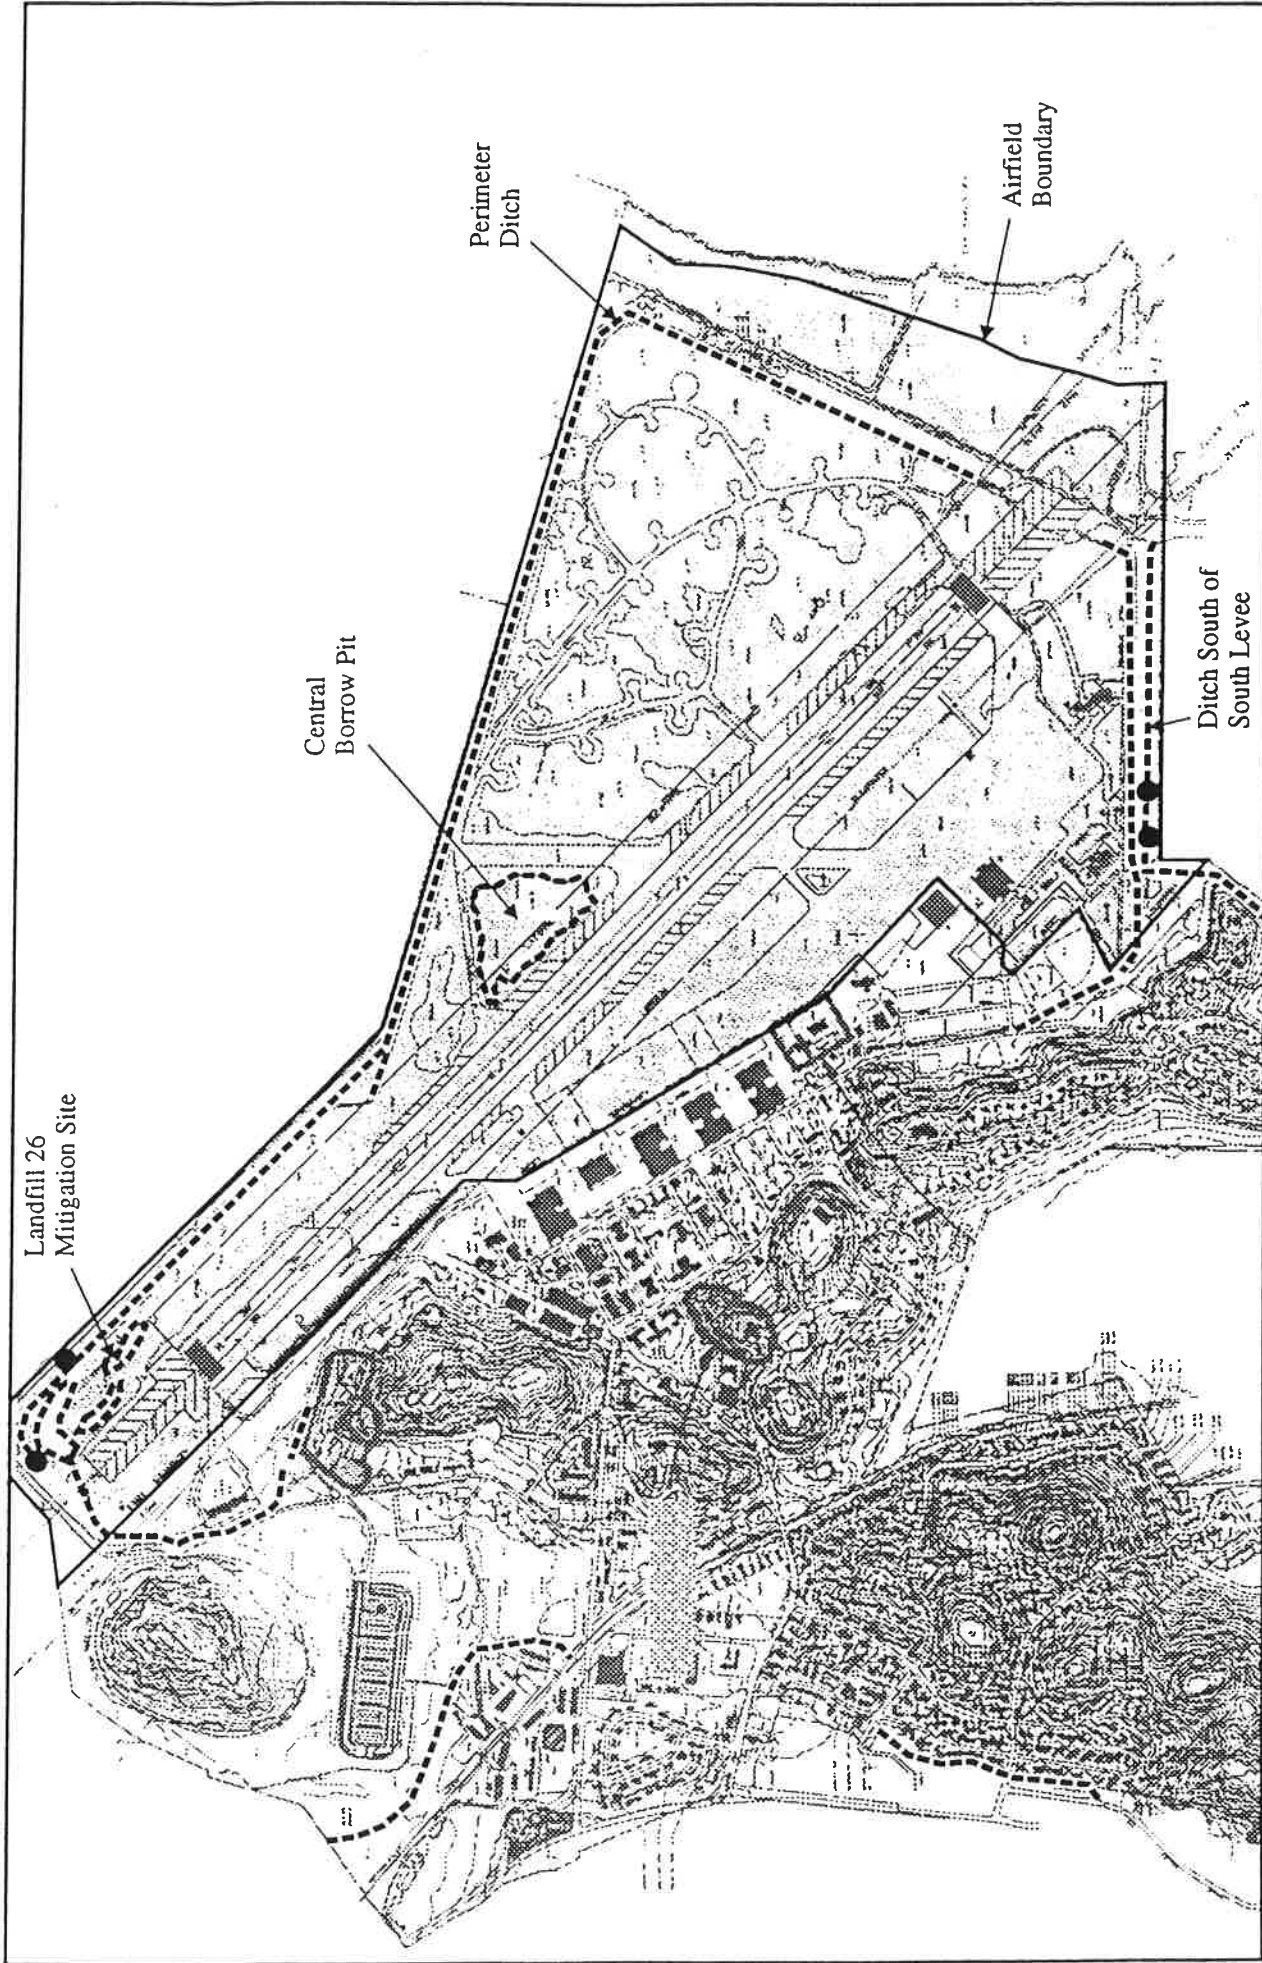 Landfill 26
Mitigation Site
Central
Borrow Pit
Perimeter
Ditch
Airfield
Boundary
Ditch South of
South Levee